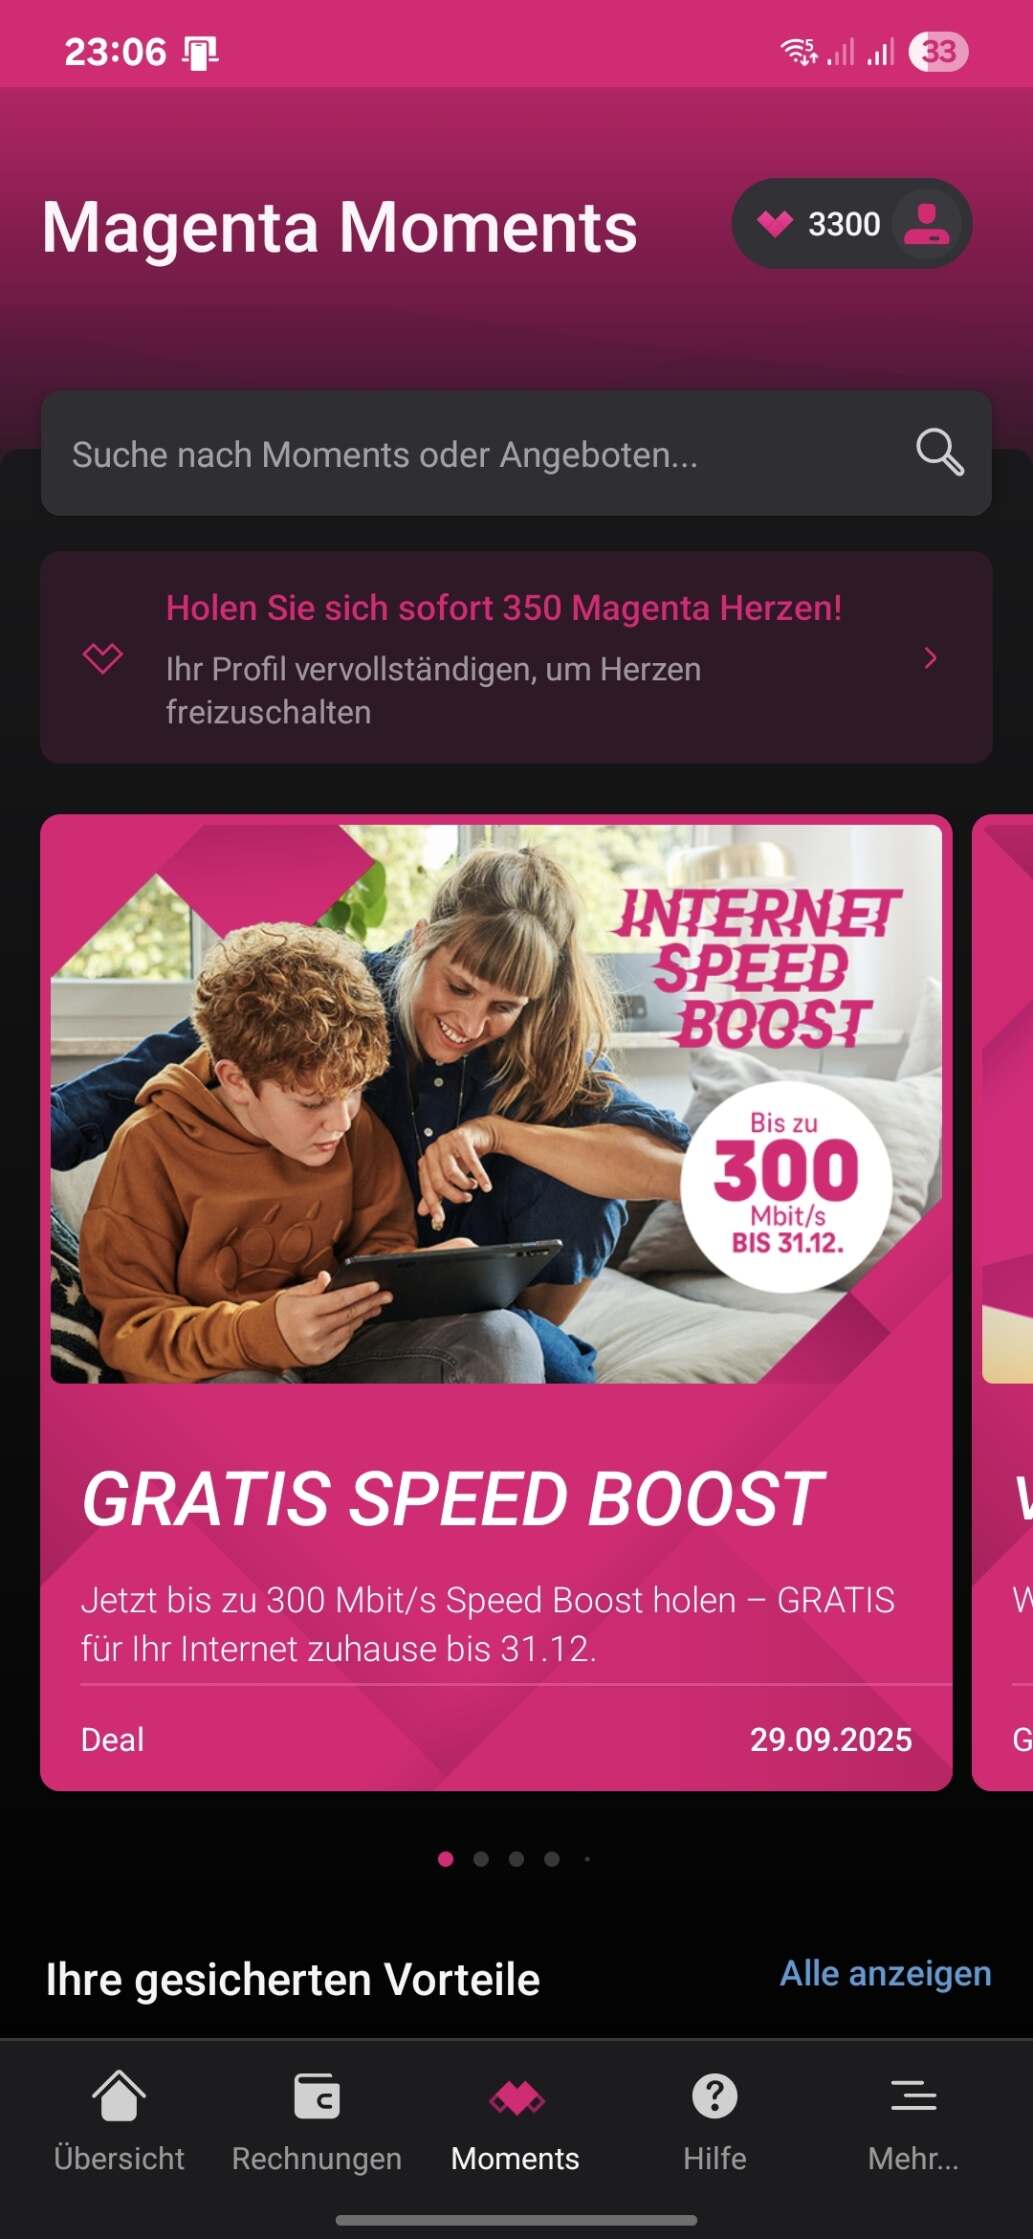 23:06
5
33
Magenta Moments
3300
Suche nach Moments oder Angeboten...
Holen Sie sich sofort 350 Magenta Herzen!
Ihr Profil vervollständigen, um Herzen
freizuschalten
INTERNET
SPEED
BOOST
Bis zu
300
Mbit/s
BIS 31.12.
GRATIS SPEED BOOST
Jetzt bis zu 300 Mbit/s Speed Boost holen – GRATIS
für Ihr Internet zuhause bis 31.12.
Deal
29.09.2025
Ihre gesicherten Vorteile
Alle anzeigen
Übersicht
Rechnungen
Moments
Hilfe
Mehr...